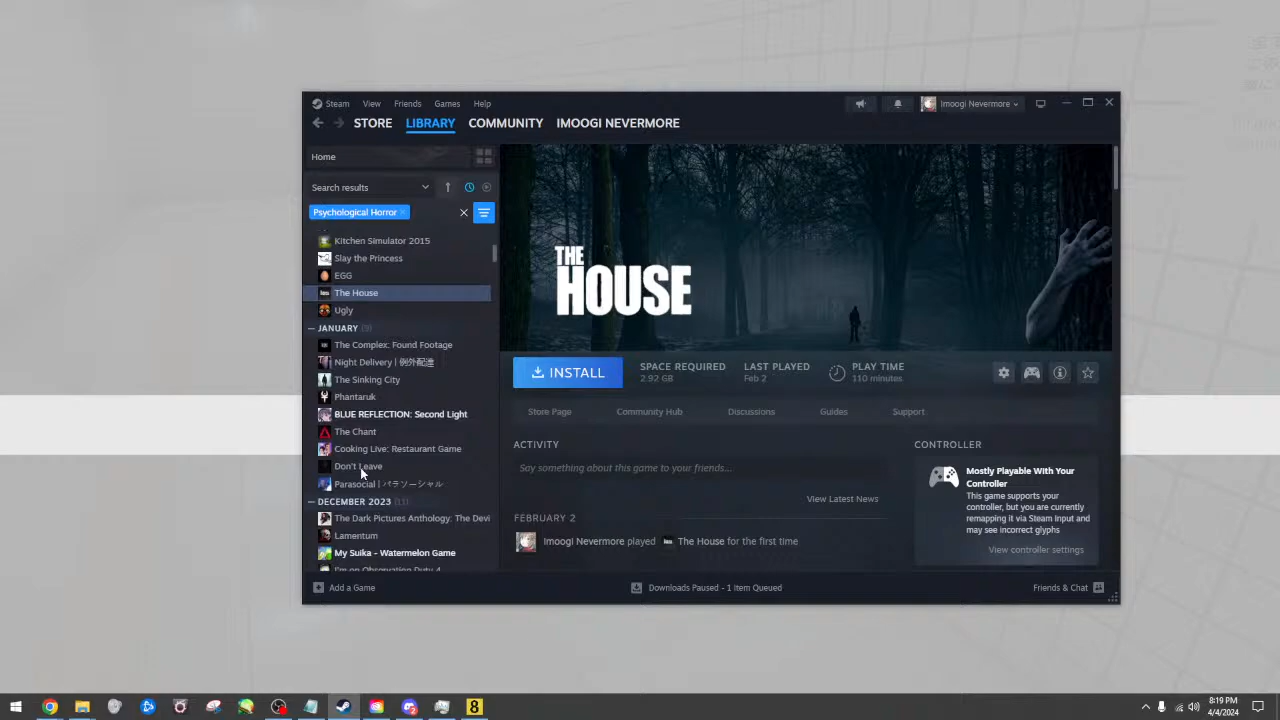 Steam View Friends Games Help
Imoogi Nevermore
STORE LIBRARY COMMUNITY IMOOGI NEVERMORE
Home
Search results
Psychological Horror
Kitchen Simulator 2015
Slay the Princess
EGG
The House
Ugly
JANUARY (9)
The Complex: Found Footage
Night Delivery | 例外配達
The Sinking City
Phantaruk
BLUE REFLECTION: Second Light
The Chant
Cooking Live: Restaurant Game
Don't Leave
Parasocial | パラソーシャル
DECEMBER 2023 (11)
The Dark Pictures Anthology: The Devi
Lamentum
My Suika - Watermelon Game
I'm on Observation Duty 4
THE
HOUSE
INSTALL
SPACE REQUIRED
2.92 GB
LAST PLAYED
Feb 2
PLAY TIME
110 minutes
Store Page Community Hub Discussions Guides Support
ACTIVITY
Say something about this game to your friends...
View Latest News
FEBRUARY 2
Imoogi Nevermore played The House for the first time
CONTROLLER
Mostly Playable With Your
Controller
This game supports your
controller, but you are currently
remapping it via Steam Input and
may see incorrect glyphs
View controller settings
Add a Game
Downloads Paused - 1 Item Queued
Friends & Chat
8
8:19 PM
4/4/2024